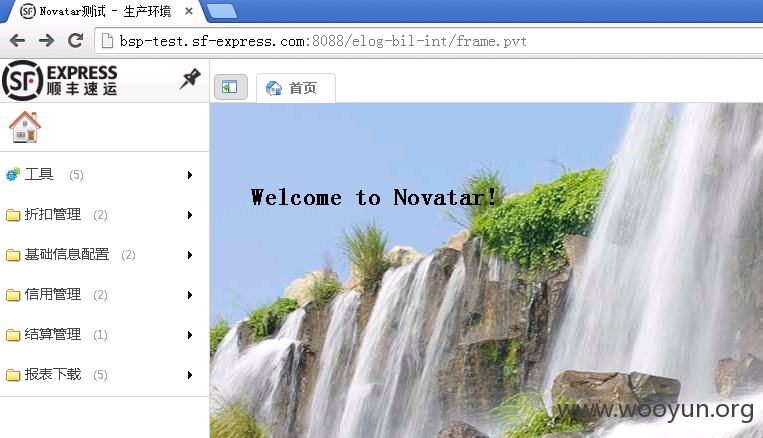 Novatar测试 - 生产环境
bsp-test.sf-express.com:8088/elog-bil-int/frame.pvt
SF EXPRESS
顺丰速运
首页
工具 (5)
折扣管理 (2)
基础信息配置 (2)
信用管理 (2)
结算管理 (1)
报表下载 (5)
Welcome to Novatar!
www.wooyun.org